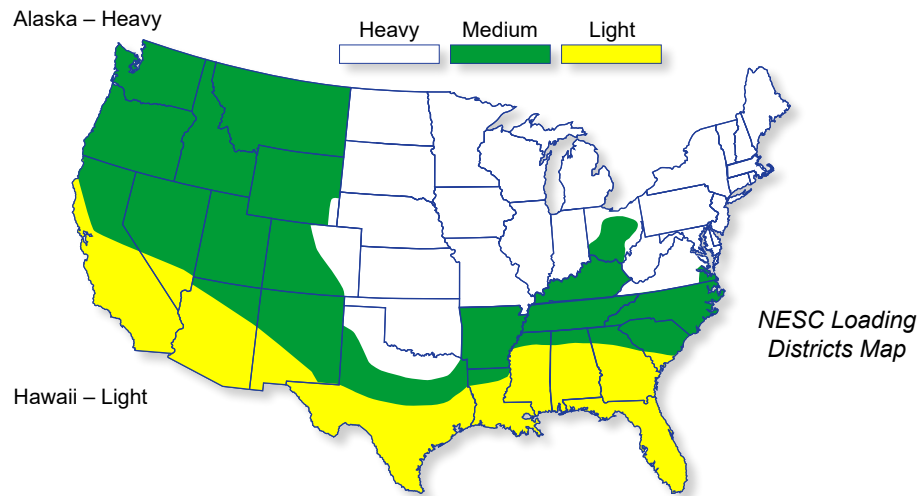 Alaska – Heavy
Heavy
Medium
Light
NESC Loading
Districts Map
Hawaii – Light